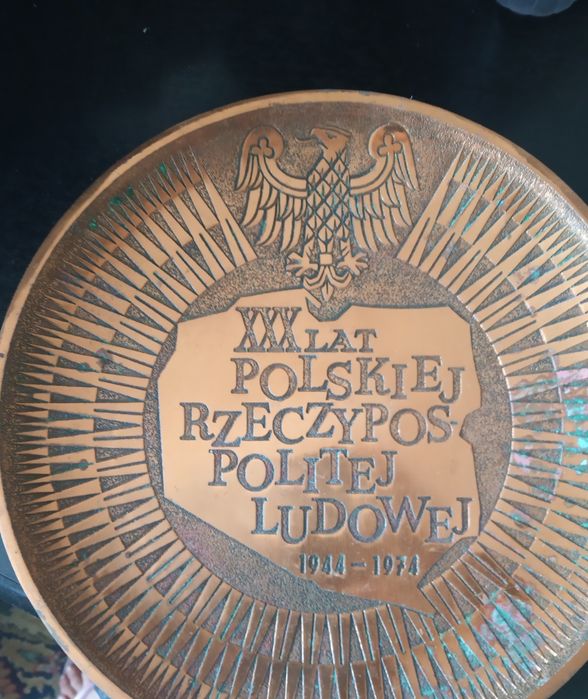 XXX LAT
POLSKIEJ
RZECZYPOS-
POLITEJ
LUDOWEJ
1944-1974